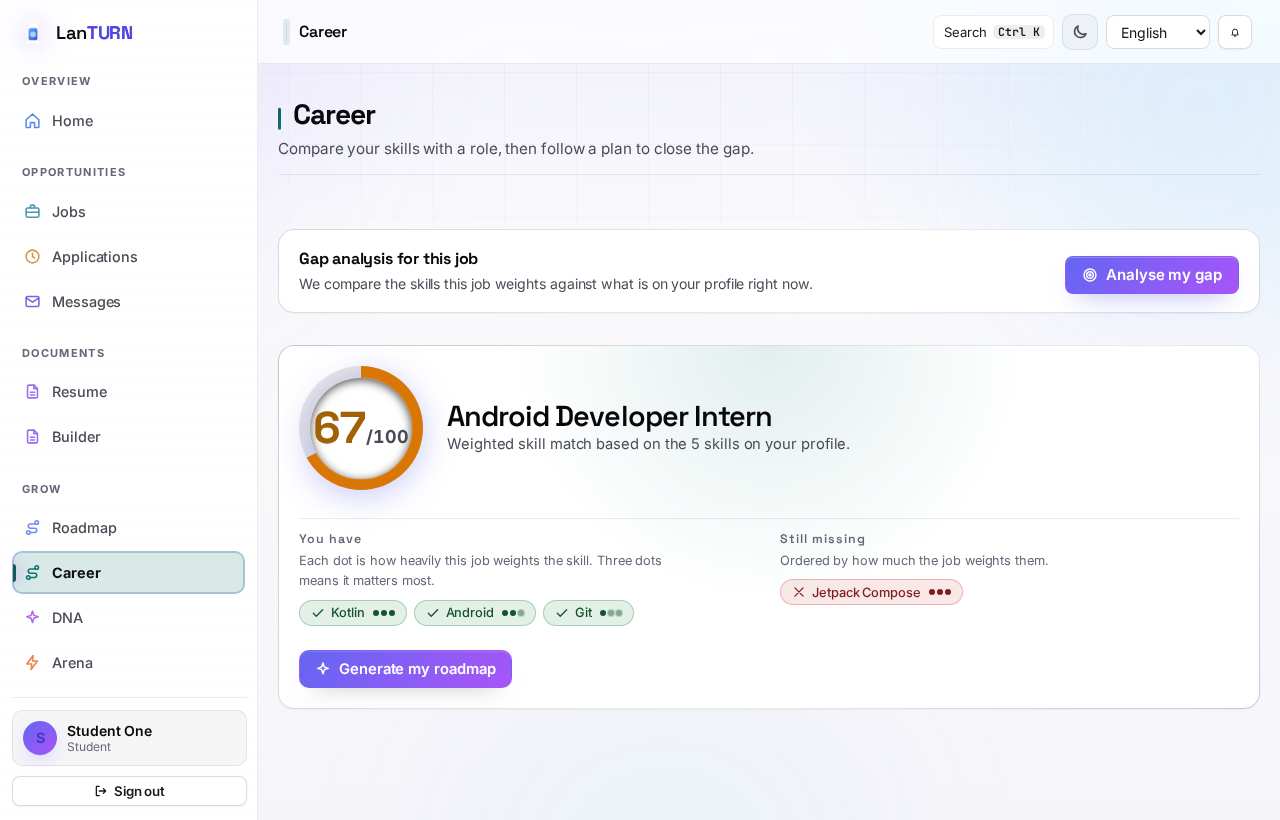 LanTURN
OVERVIEW
Home
OPPORTUNITIES
Jobs
Applications
Messages
DOCUMENTS
Resume
Builder
GROW
Roadmap
Career
DNA
Arena
S
Student One
Student
Sign out
Career
Search Ctrl K
English
Career
Compare your skills with a role, then follow a plan to close the gap.
Gap analysis for this job
We compare the skills this job weights against what is on your profile right now.
Analyse my gap
67/100
Android Developer Intern
Weighted skill match based on the 5 skills on your profile.
You have
Each dot is how heavily this job weights the skill. Three dots
means it matters most.
Kotlin
Android
Git
Still missing
Ordered by how much the job weights them.
Jetpack Compose
Generate my roadmap